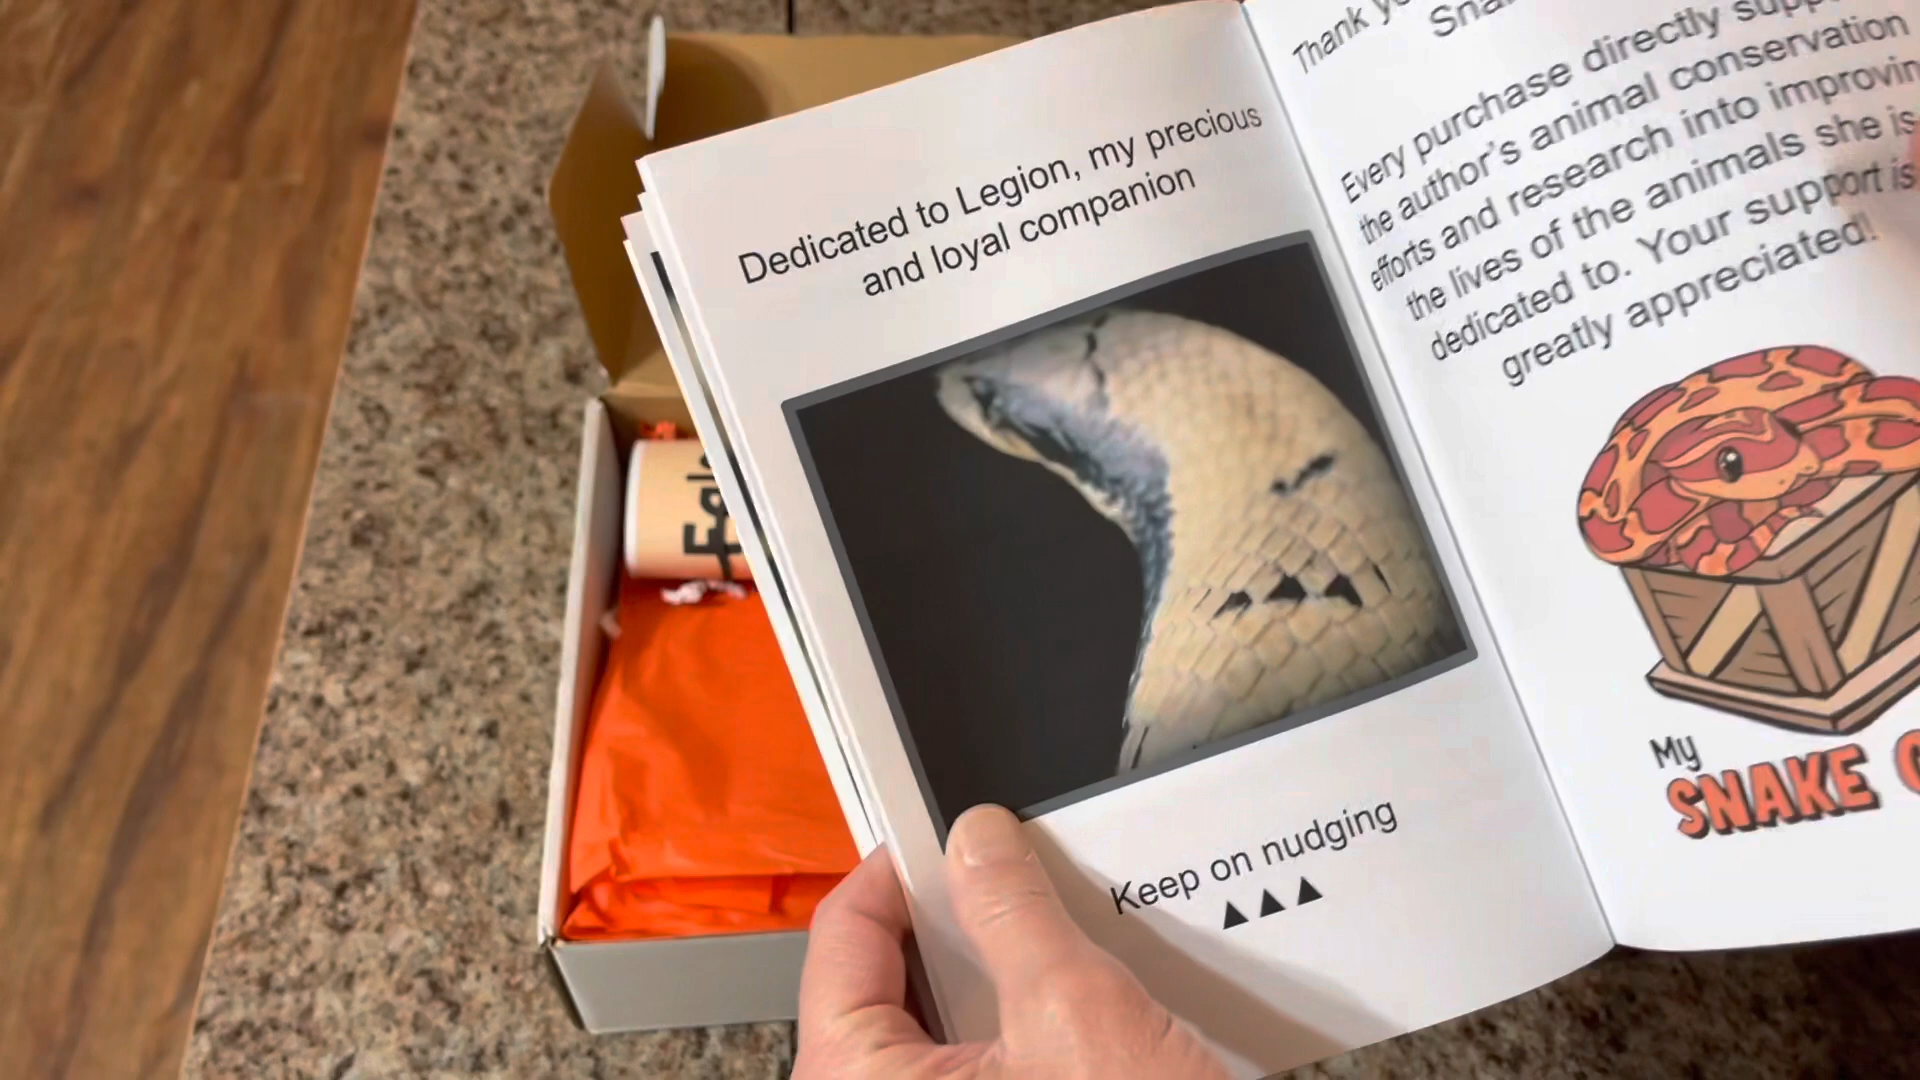 Dedicated to Legion, my precious
and loyal companion
Keep on nudging
▲▲▲
Thank
Every purchase directly
the author's animal conservation
efforts and research into
the lives of the animals she is
dedicated to. Your support is
greatly appreciated!
My
SNAKE